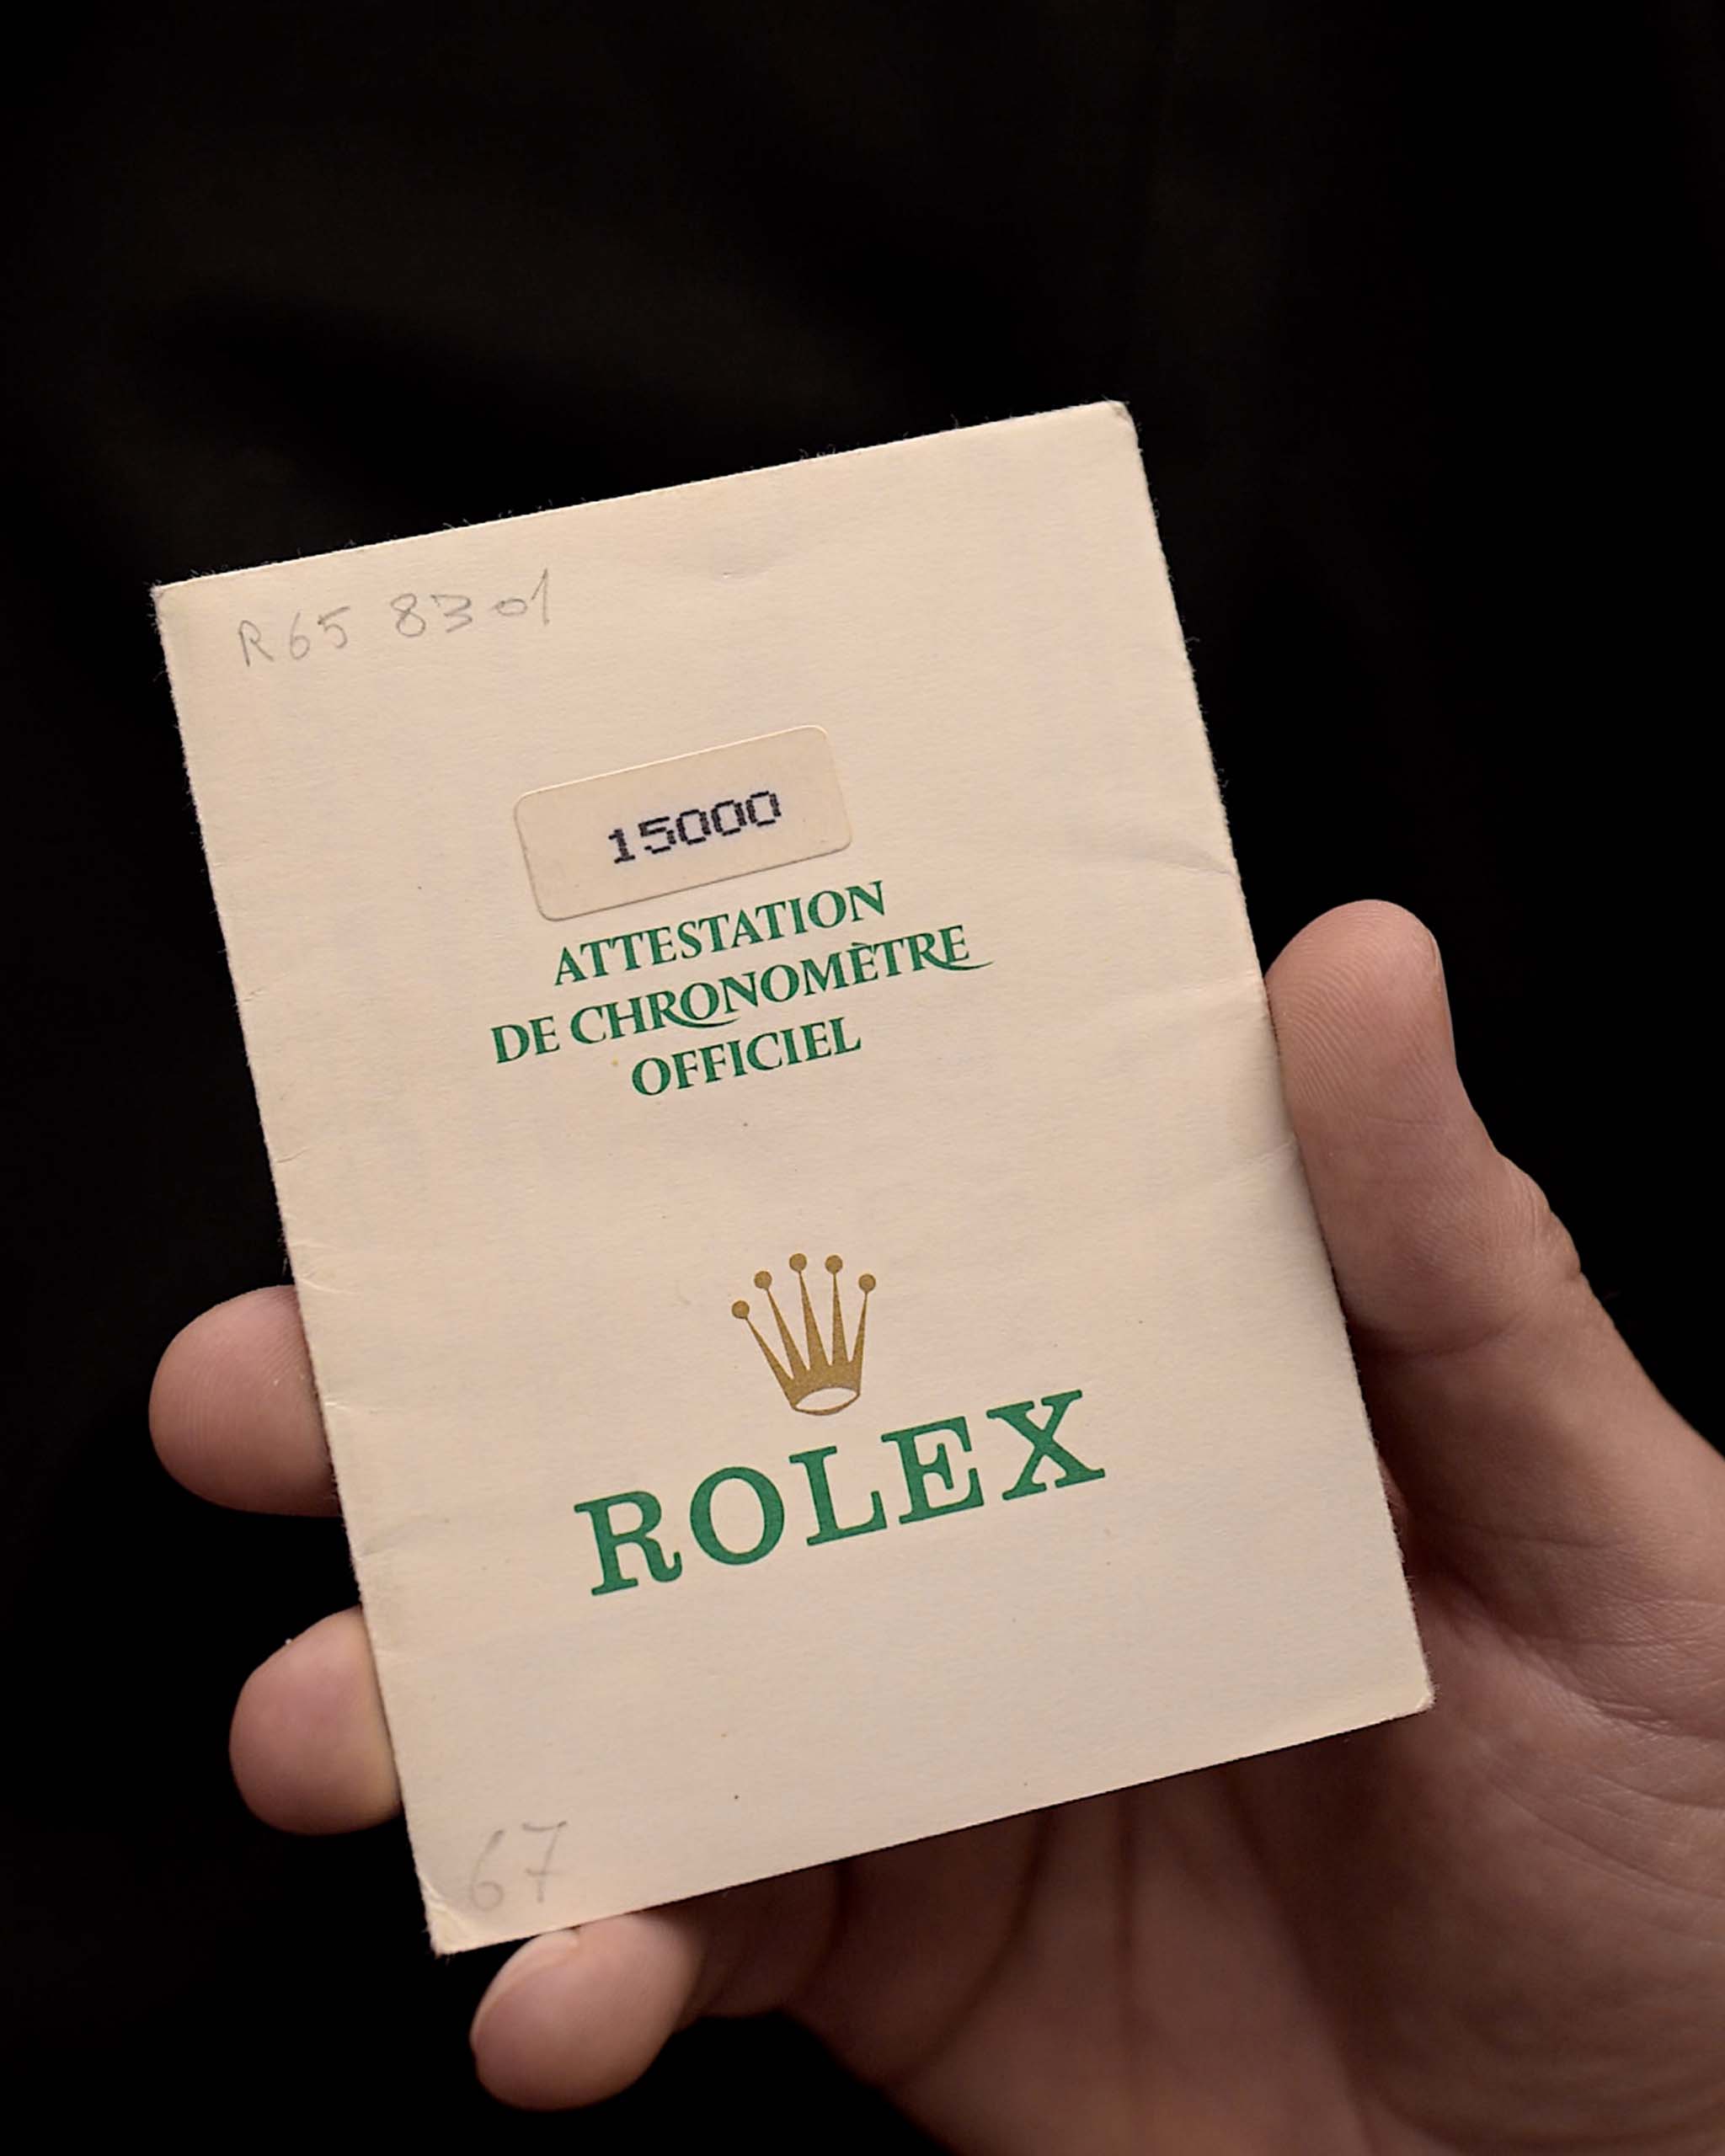 R65 8301
15000
ATTESTATION
DE CHRONOMÈTRE
OFFICIEL
ROLEX
67